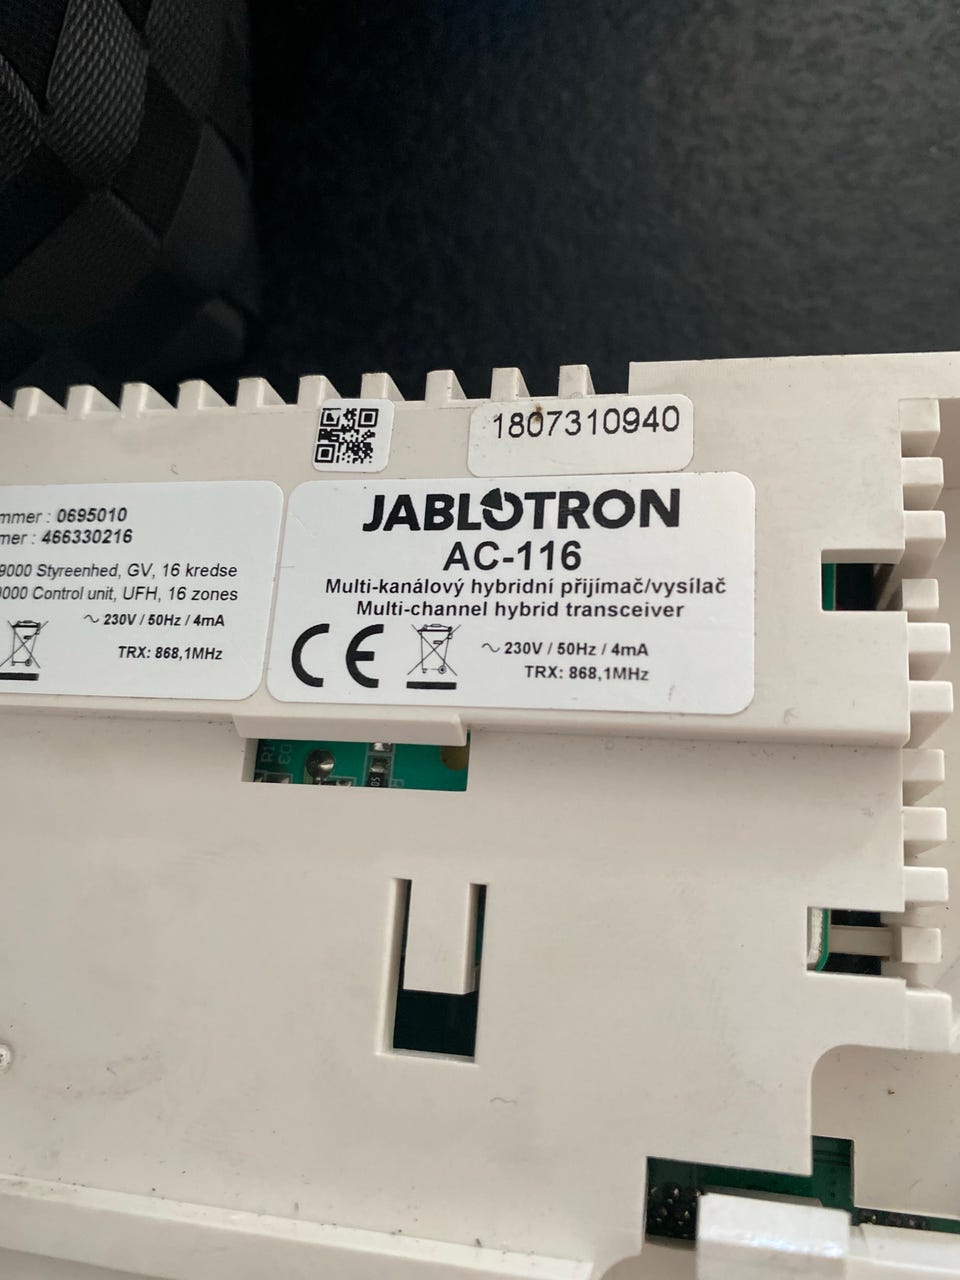 1807310940
mmer : 0695010
mer : 466330216
9000 Styreenhed, GV, 16 kredse
000 Control unit, UFH, 16 zones
~ 230V / 50Hz / 4mA
TRX: 868,1MHz
JABLOTRON
AC-116
Multi-kanálový hybridní přijímač/vysílač
Multi-channel hybrid transceiver
CE
~ 230V / 50Hz / 4mA
TRX: 868,1MHz